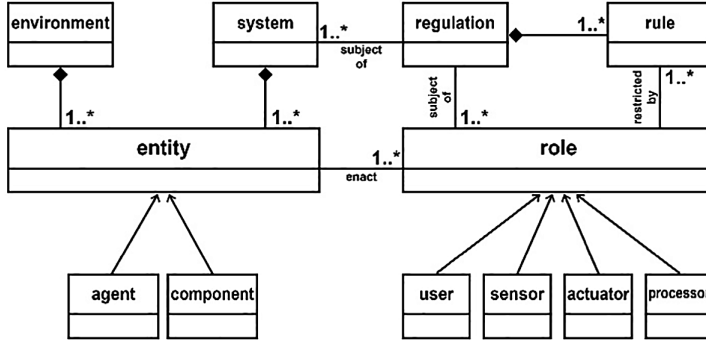 environment
system
regulation
rule
1..*
subject
of
1..*
1..*
1..*
subject
of
1..*
restricted
by
1..*
entity
role
1..*
enact
agent
component
user
sensor
actuator
processor